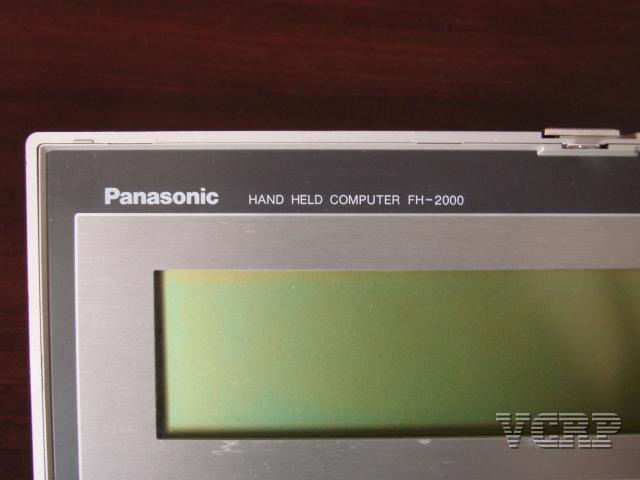 Panasonic HAND HELD COMPUTER FH-2000
VCRP